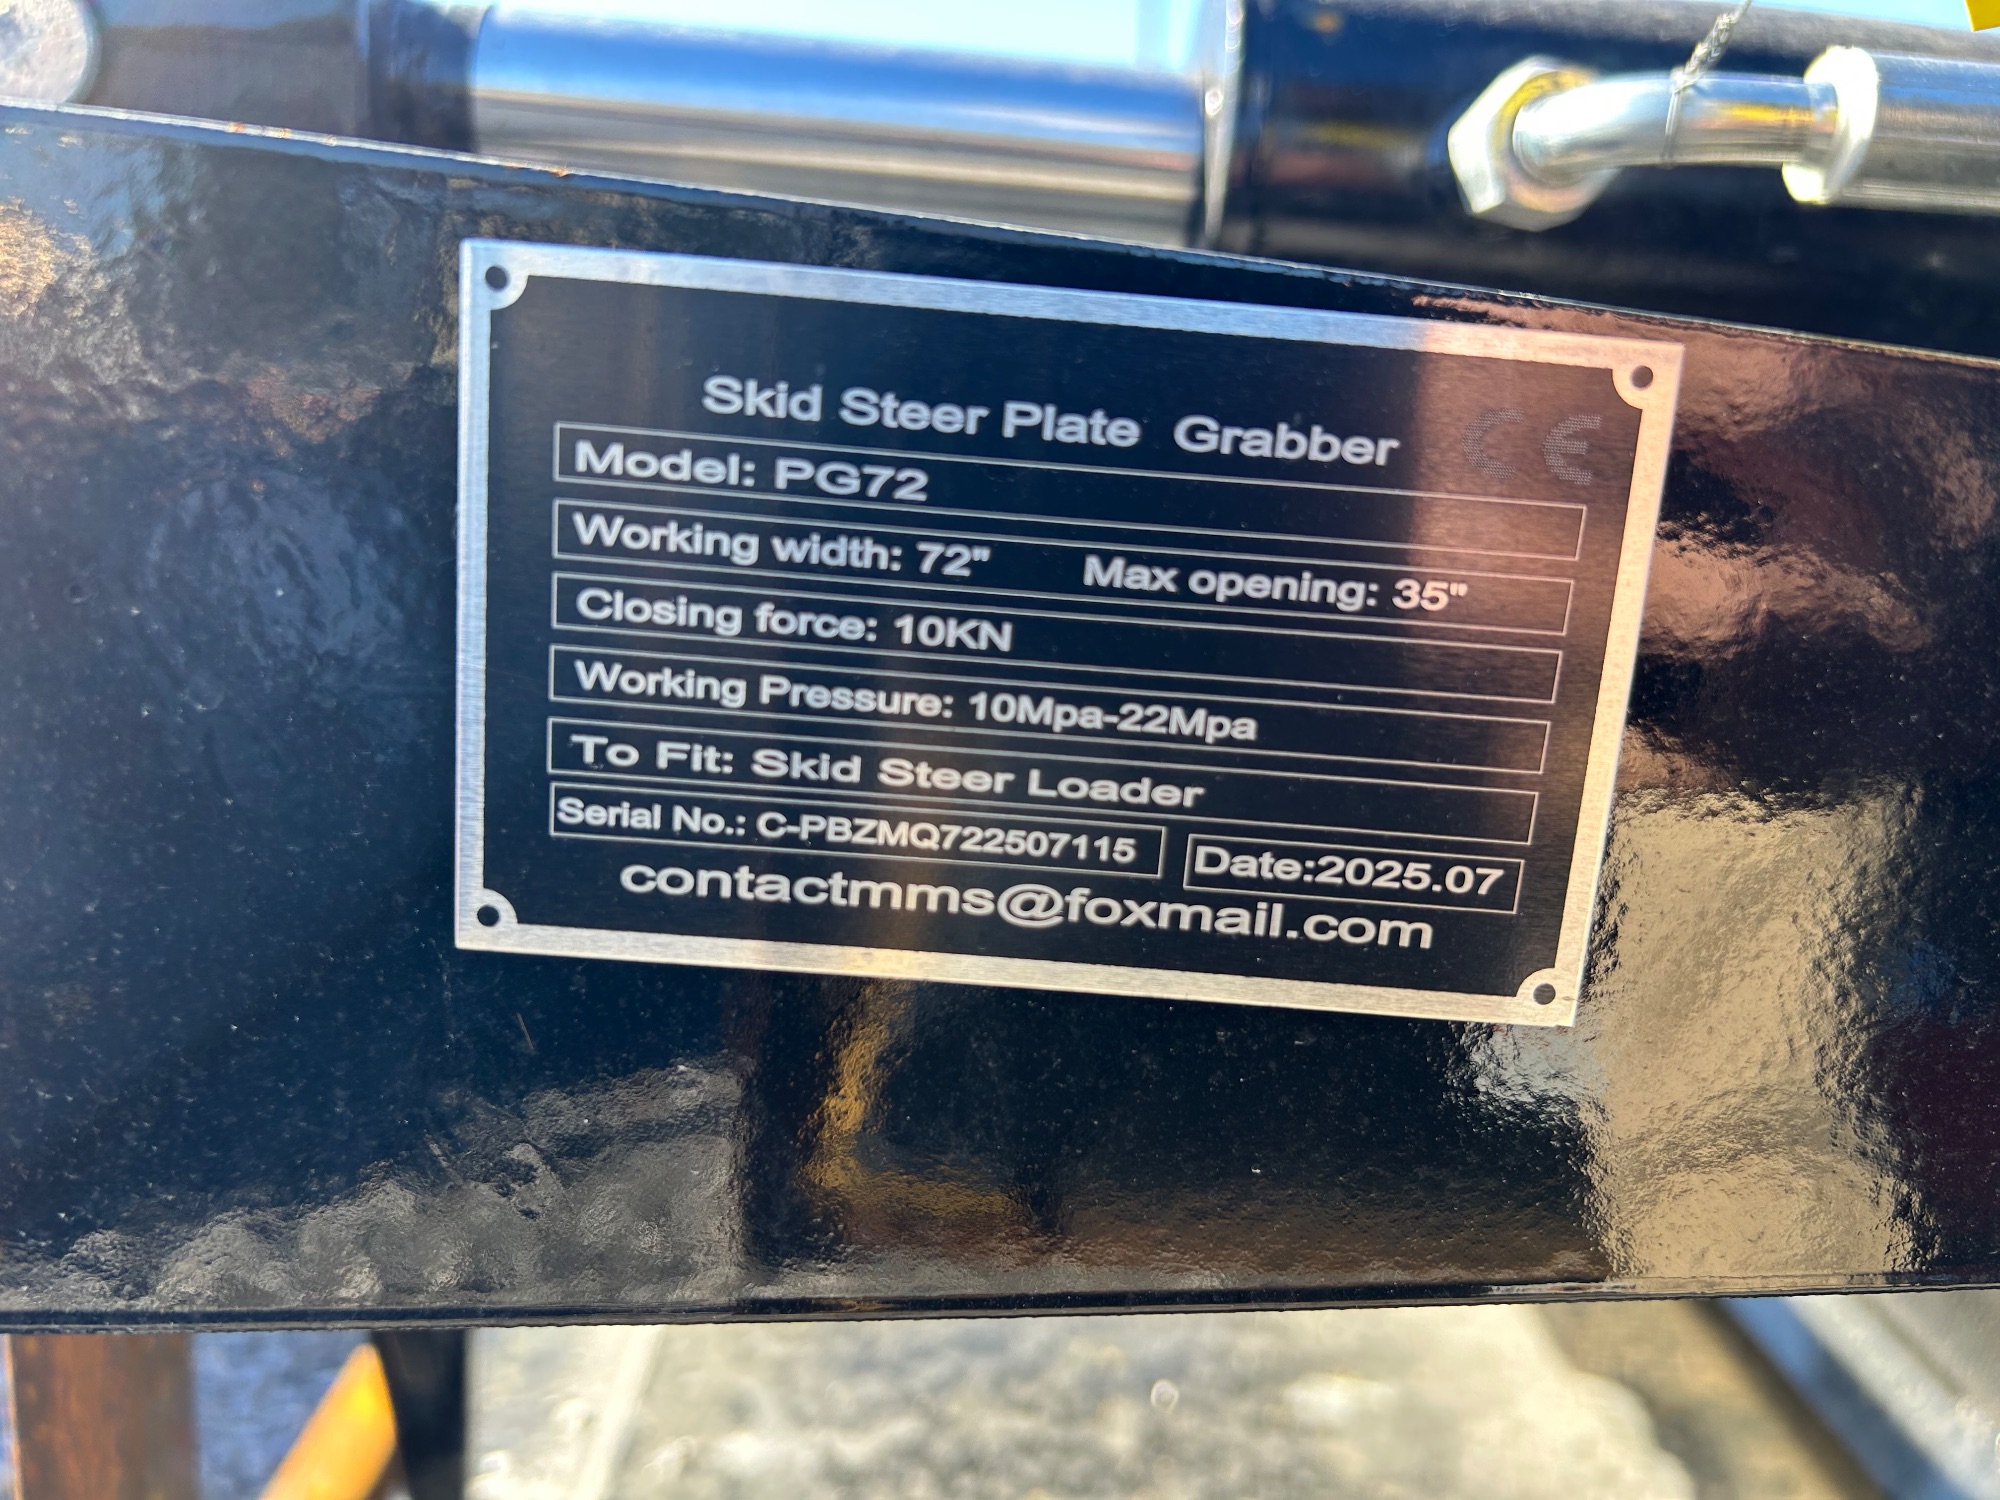 Skid Steer Plate Grabber CE
Model: PG72
Working width: 72" Max opening: 35"
Closing force: 10KN
Working Pressure: 10Mpa-22Mpa
To Fit: Skid Steer Loader
Serial No.: C-PBZMQ722507115 Date:2025.07
contactmms@foxmail.com